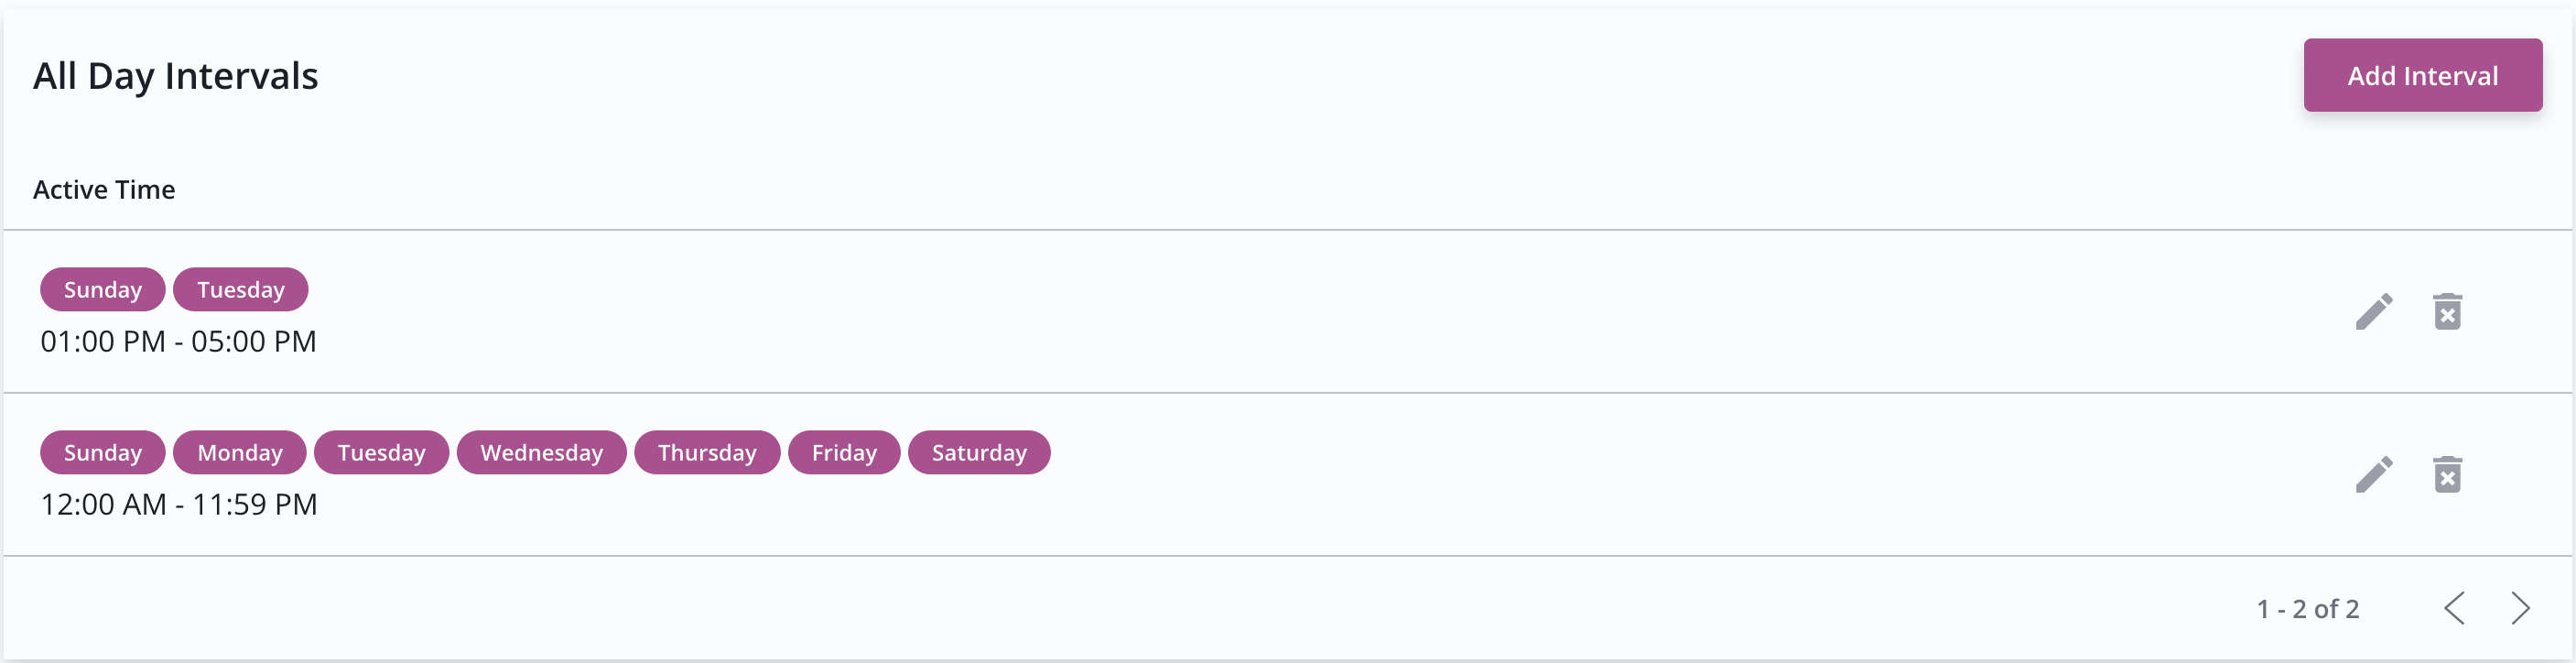 All Day Intervals
Add Interval
Active Time
Sunday Tuesday
01:00 PM - 05:00 PM
Sunday Monday Tuesday Wednesday Thursday Friday Saturday
12:00 AM - 11:59 PM
1 - 2 of 2